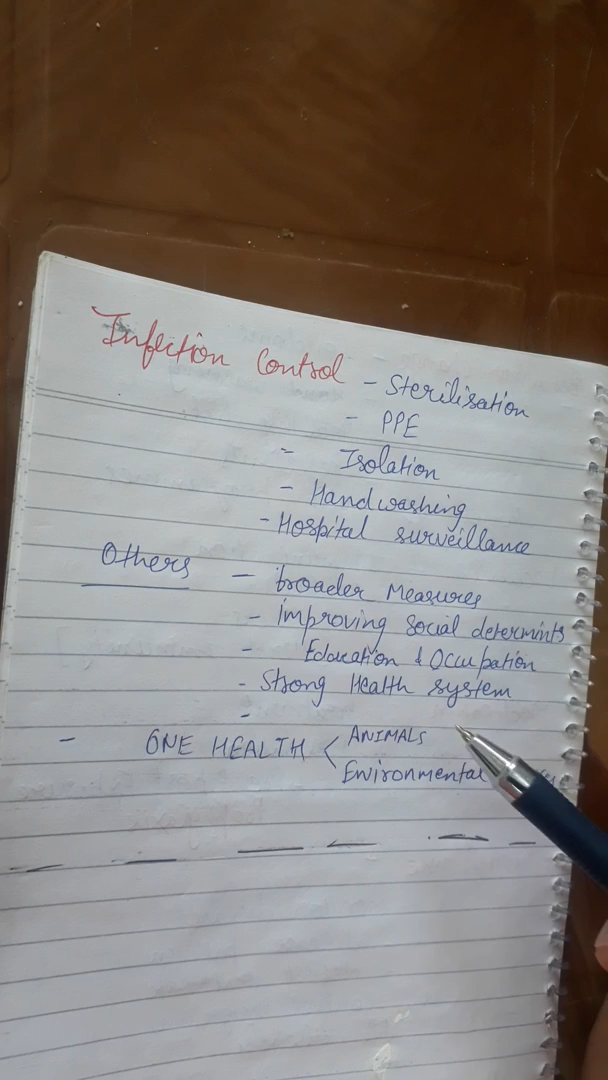 Infection Control - Sterilisation
- PPE
- Isolation
- Handwashing
- Hospital surveillance
Others - broader Measures
- Improving social determints
- Education & Occupation
- Strong Health system
-
- ONE HEALTH < ANIMALS
Environmental